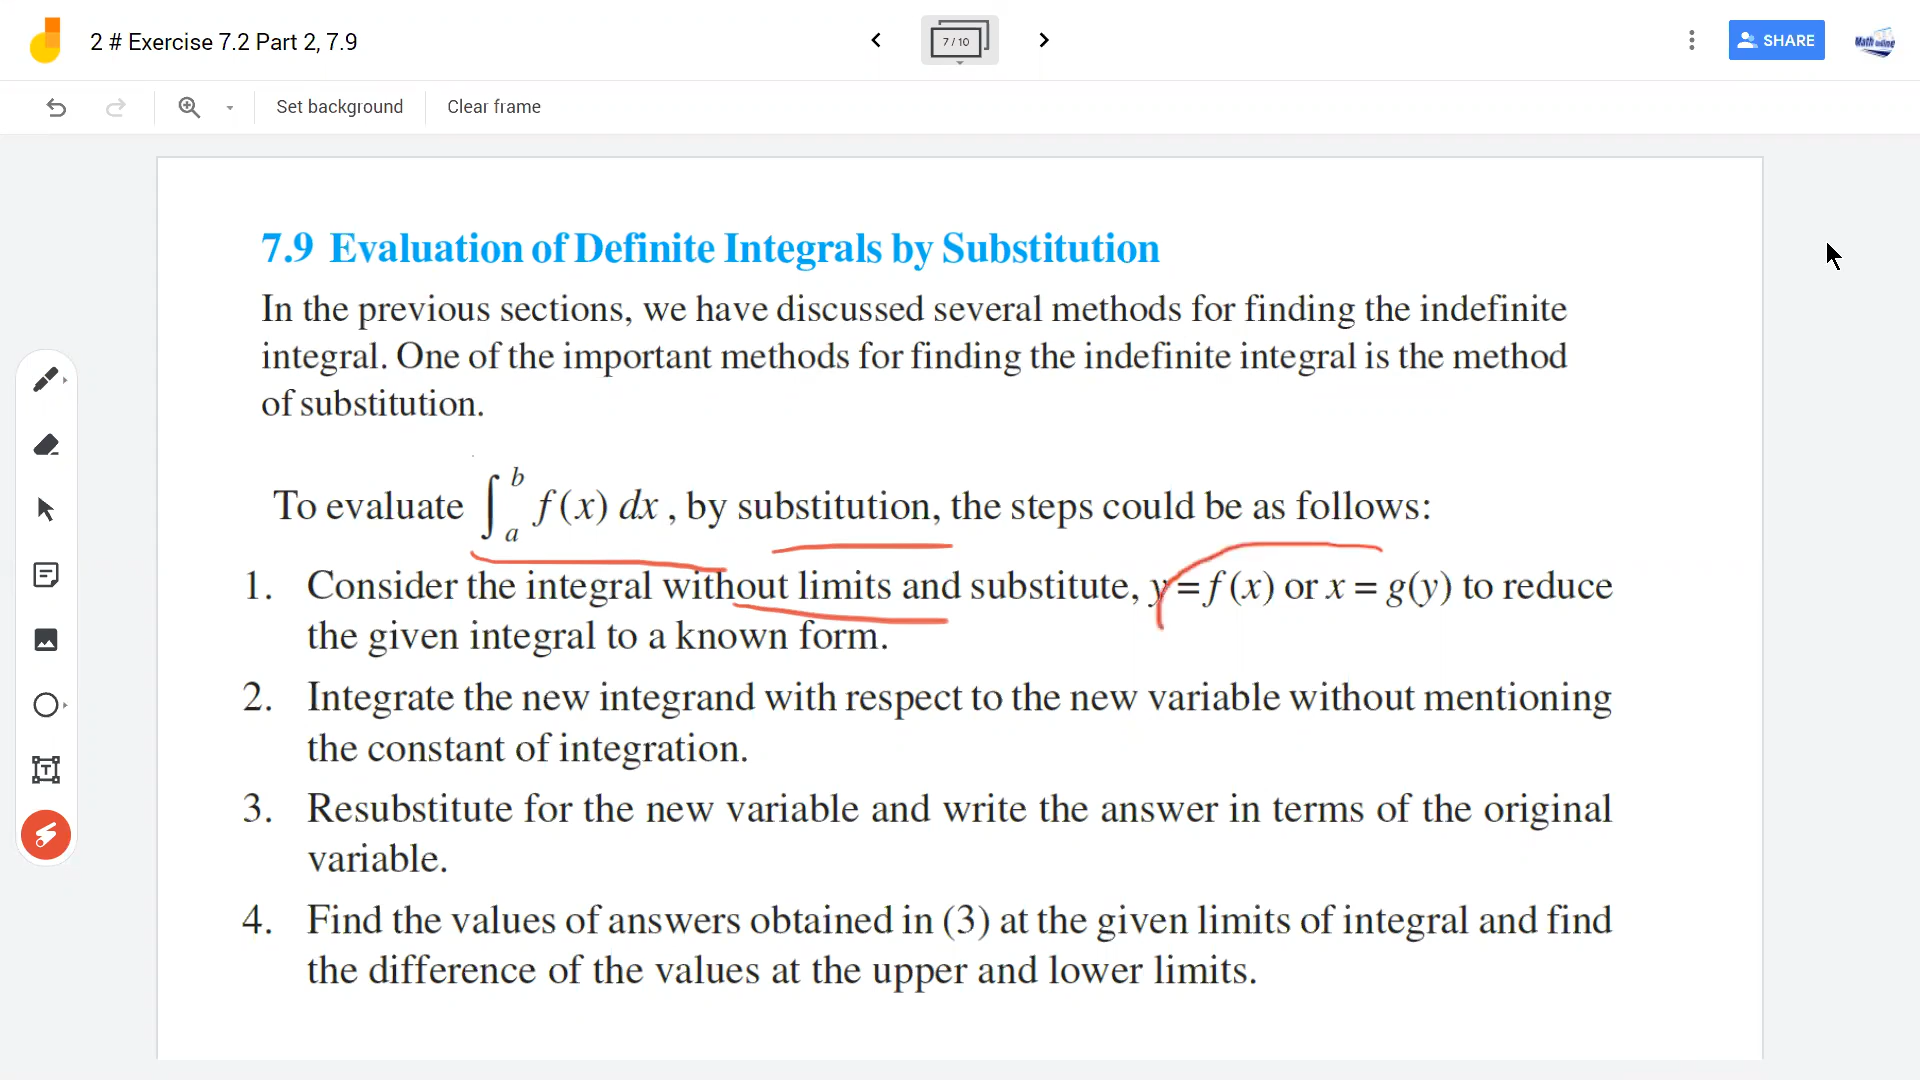 2 # Exercise 7.2 Part 2, 7.9
7 / 10
SHARE
Math online
Set background
Clear frame
7.9 Evaluation of Definite Integrals by Substitution
In the previous sections, we have discussed several methods for finding the indefinite
integral. One of the important methods for finding the indefinite integral is the method
of substitution.
To evaluate ∫_a^b f(x) dx , by substitution, the steps could be as follows:
1. Consider the integral without limits and substitute, y = f (x) or x = g(y) to reduce
the given integral to a known form.
2. Integrate the new integrand with respect to the new variable without mentioning
the constant of integration.
3. Resubstitute for the new variable and write the answer in terms of the original
variable.
4. Find the values of answers obtained in (3) at the given limits of integral and find
the difference of the values at the upper and lower limits.